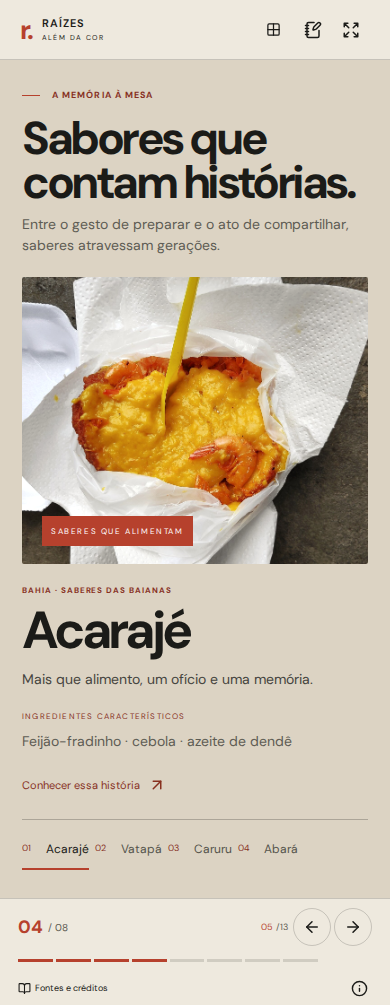 r. RAÍZES
ALÉM DA COR
A MEMÓRIA À MESA
Sabores que
contam histórias.
Entre o gesto de preparar e o ato de compartilhar,
saberes atravessam gerações.
SABERES QUE ALIMENTAM
BAHIA · SABERES DAS BAIANAS
Acarajé
Mais que alimento, um ofício e uma memória.
INGREDIENTES CARACTERÍSTICOS
Feijão-fradinho · cebola · azeite de dendê
Conhecer essa história
01 Acarajé 02 Vatapá 03 Caruru 04 Abará
04 / 08 05 /13
Fontes e créditos